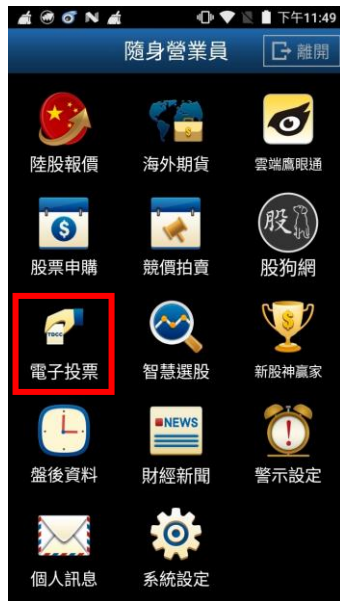 下午11:49
隨身營業員
離開
陸股報價 海外期貨 雲端鷹眼通
股
股票申購 競價拍賣 股狗網
TDCC
電子投票 智慧選股 新股神贏家
NEWS
盤後資料 財經新聞 警示設定
個人訊息 系統設定